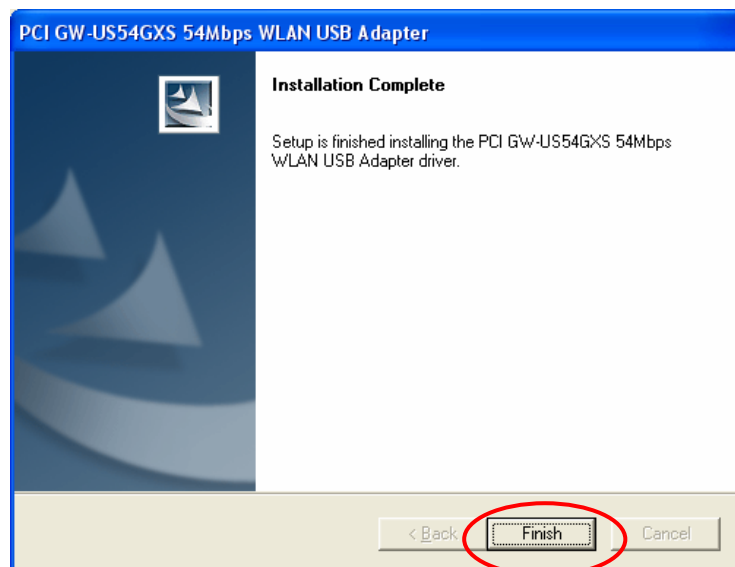 PCI GW-US54GXS 54Mbps WLAN USB Adapter
Installation Complete
Setup is finished installing the PCI GW-US54GXS 54Mbps
WLAN USB Adapter driver.
< Back Finish Cancel